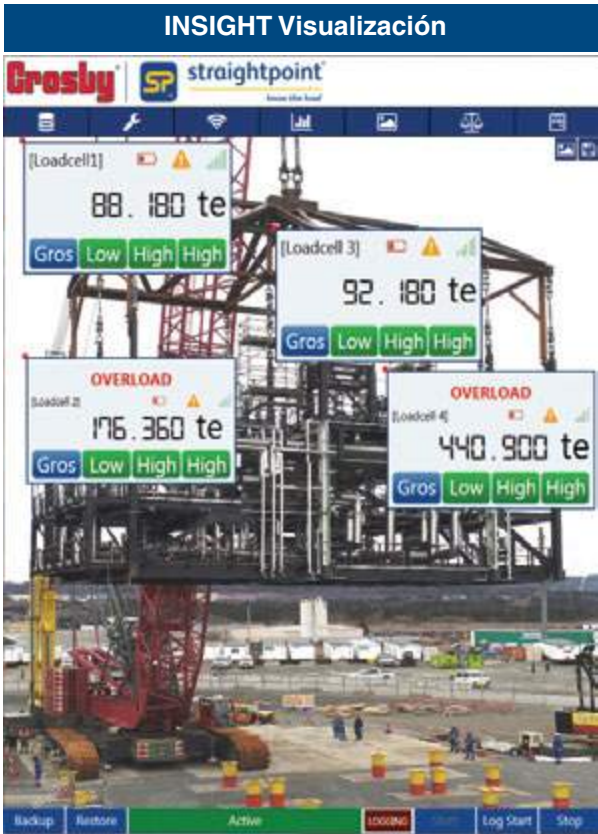 INSIGHT Visualización
Crosby SP straightpoint
know the load
[Loadcell1]
88.180 te
Gros Low High High
[Loadcell 3]
92.180 te
Gros Low High High
OVERLOAD
[Loadcell 2]
176.360 te
Gros Low High High
OVERLOAD
[Loadcell 4]
440.900 te
Gros Low High High
Backup Restore Active LOGGING Log Start Stop